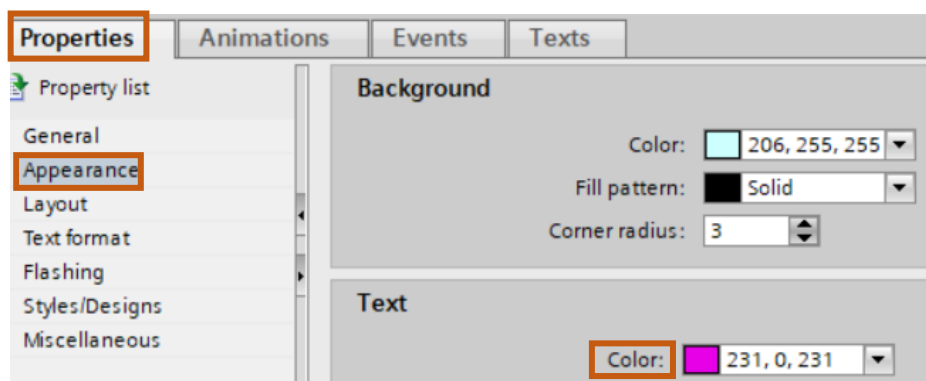 Properties Animations Events Texts
Property list
General
Appearance
Layout
Text format
Flashing
Styles/Designs
Miscellaneous
Background
Color: 206, 255, 255
Fill pattern: Solid
Corner radius: 3
Text
Color: 231, 0, 231